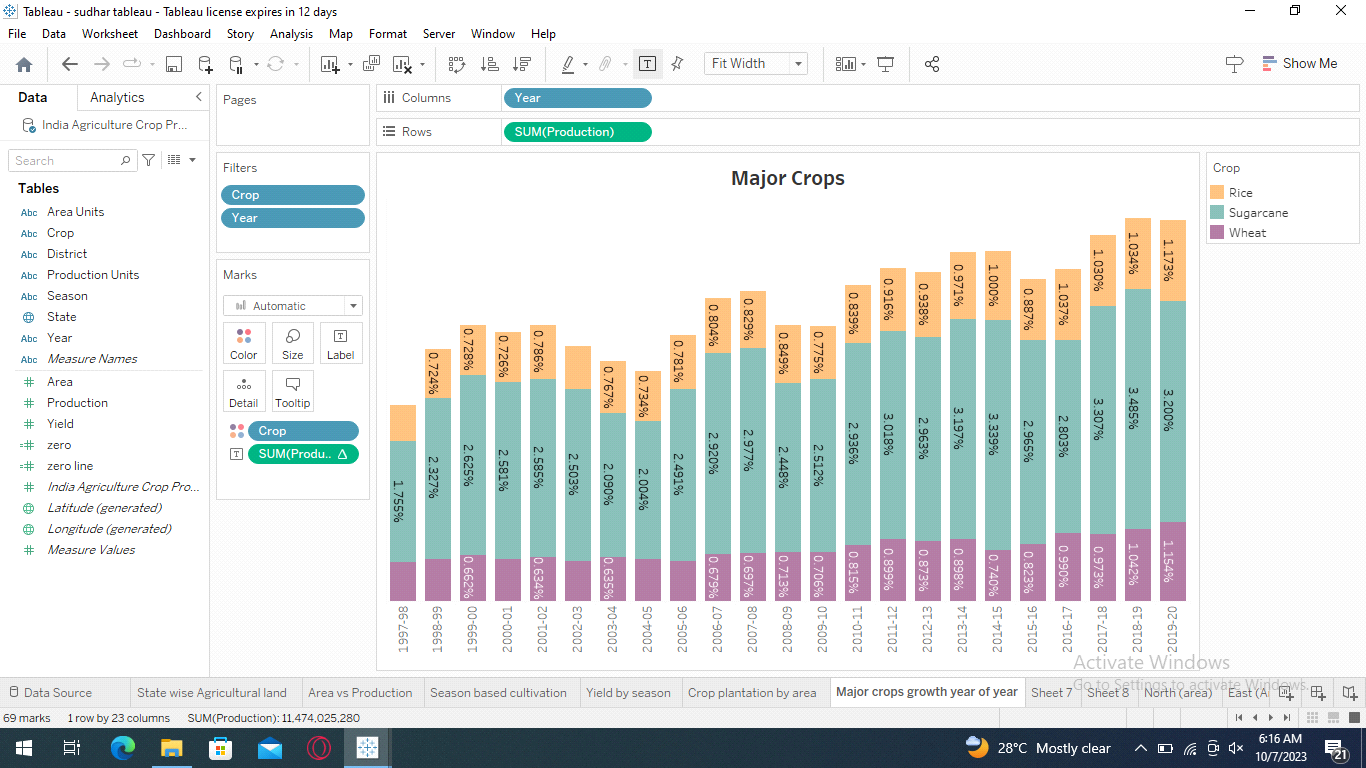 Tableau - sudhar tableau - Tableau license expires in 12 days
File Data Worksheet Dashboard Story Analysis Map Format Server Window Help
Fit Width
Show Me
Data Analytics
India Agriculture Crop Pr...
Search
Tables
Abc Area Units
Abc Crop
Abc District
Abc Production Units
Abc Season
State
Abc Year
Abc Measure Names
Area
Production
Yield
zero
zero line
India Agriculture Crop Pro...
Latitude (generated)
Longitude (generated)
Measure Values
Pages
Filters
Crop
Year
Marks
Automatic
Color Size Label
Detail Tooltip
Crop
SUM(Produ.. Δ
Columns Year
Rows SUM(Production)
Major Crops
0.724% 0.728% 0.726% 0.786% 0.767% 0.734% 0.781% 0.804% 0.829% 0.849% 0.775% 0.839% 0.916% 0.938% 0.971% 1.000% 0.887% 1.037% 1.030% 1.034% 1.173%
1.755% 2.327% 2.625% 2.581% 2.585% 2.503% 2.090% 2.004% 2.491% 2.920% 2.977% 2.448% 2.512% 2.936% 3.018% 2.963% 3.197% 3.339% 2.965% 2.803% 3.307% 3.485% 3.200%
0.662% 0.634% 0.635% 0.679% 0.697% 0.713% 0.706% 0.815% 0.899% 0.873% 0.898% 0.740% 0.823% 0.990% 0.973% 1.042% 1.154%
1997-98 1998-99 1999-00 2000-01 2001-02 2002-03 2003-04 2004-05 2005-06 2006-07 2007-08 2008-09 2009-10 2010-11 2011-12 2012-13 2013-14 2014-15 2015-16 2016-17 2017-18 2018-19 2019-20
Crop
Rice
Sugarcane
Wheat
Activate Windows
Go to Settings to activate Windows.
Data Source State wise Agricultural land Area vs Production Season based cultivation Yield by season Crop plantation by area Major crops growth year of year Sheet 7 Sheet 8 North (area) East (A
69 marks 1 row by 23 columns SUM(Production): 11,474,025,280
28°C Mostly clear
6:16 AM
10/7/2023
21